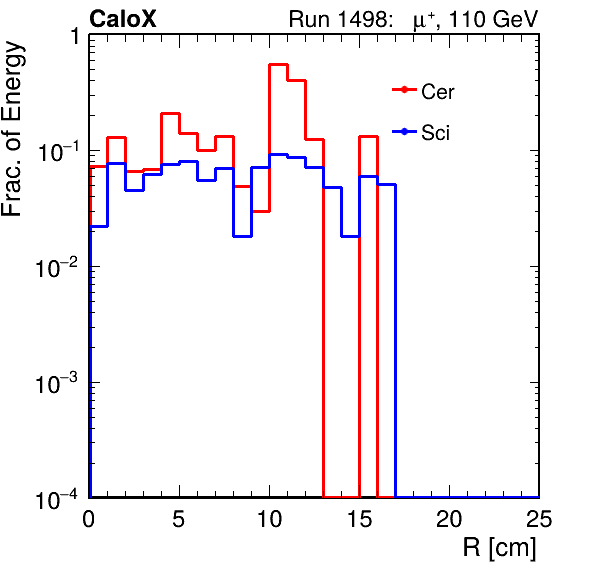 CaloX Run 1498: μ⁺, 110 GeV
Frac. of Energy
1
10⁻¹
10⁻²
10⁻³
10⁻⁴
Cer
Sci
0 5 10 15 20 25
R [cm]